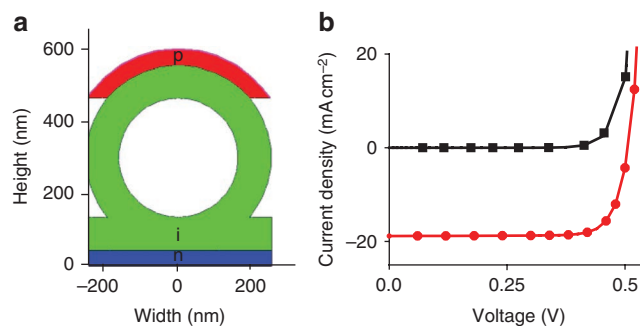 a
Height (nm)
600
400
200
0
p
i
n
−200
0
200
Width (nm)
b
Current density (mA cm−2)
20
0
−20
0.0
0.25
0.5
Voltage (V)